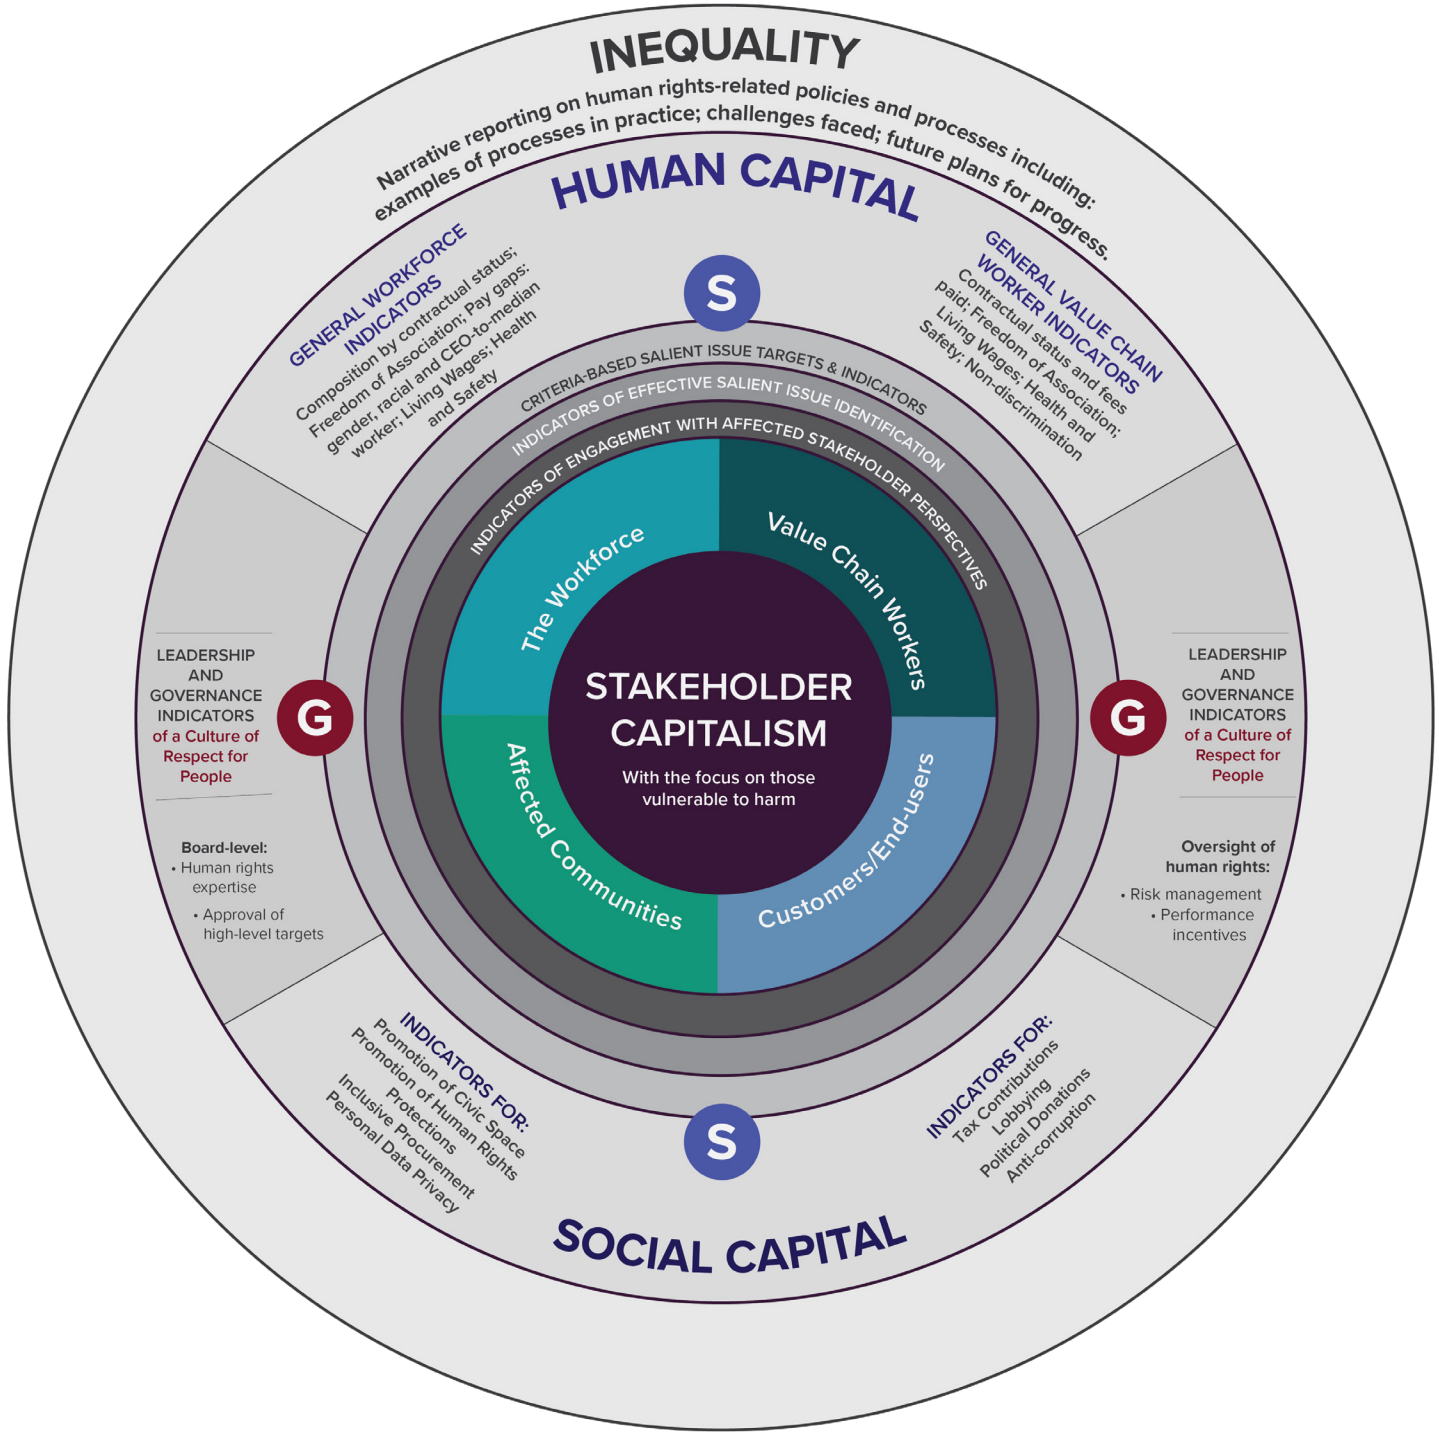 INEQUALITY
Narrative reporting on human rights-related policies and processes including:
examples of processes in practice; challenges faced; future plans for progress.
HUMAN CAPITAL
GENERAL WORKFORCE
INDICATORS
Composition by contractual status;
Freedom of Association; Pay gaps:
gender, racial and CEO-to-median
worker; Living Wages; Health
and Safety
S
GENERAL VALUE CHAIN
WORKER INDICATORS
Contractual status and fees
paid; Freedom of Association;
Living Wages; Health and
Safety; Non-discrimination
CRITERIA-BASED SALIENT ISSUE TARGETS & INDICATORS
INDICATORS OF EFFECTIVE SALIENT ISSUE IDENTIFICATION
INDICATORS OF ENGAGEMENT WITH AFFECTED STAKEHOLDER PERSPECTIVES
The Workforce
Value Chain Workers
STAKEHOLDER
CAPITALISM
With the focus on those
vulnerable to harm
Affected Communities
Customers/End-users
LEADERSHIP
AND
GOVERNANCE
INDICATORS
of a Culture of
Respect for
People
G
Board-level:
• Human rights
expertise
• Approval of
high-level targets
G
LEADERSHIP
AND
GOVERNANCE
INDICATORS
of a Culture of
Respect for
People
Oversight of
human rights:
• Risk management
• Performance
incentives
INDICATORS FOR:
Promotion of Civic Space
Promotion of Human Rights
Protections
Inclusive Procurement
Personal Data Privacy
S
INDICATORS FOR:
Tax Contributions
Lobbying
Political Donations
Anti-corruption
SOCIAL CAPITAL